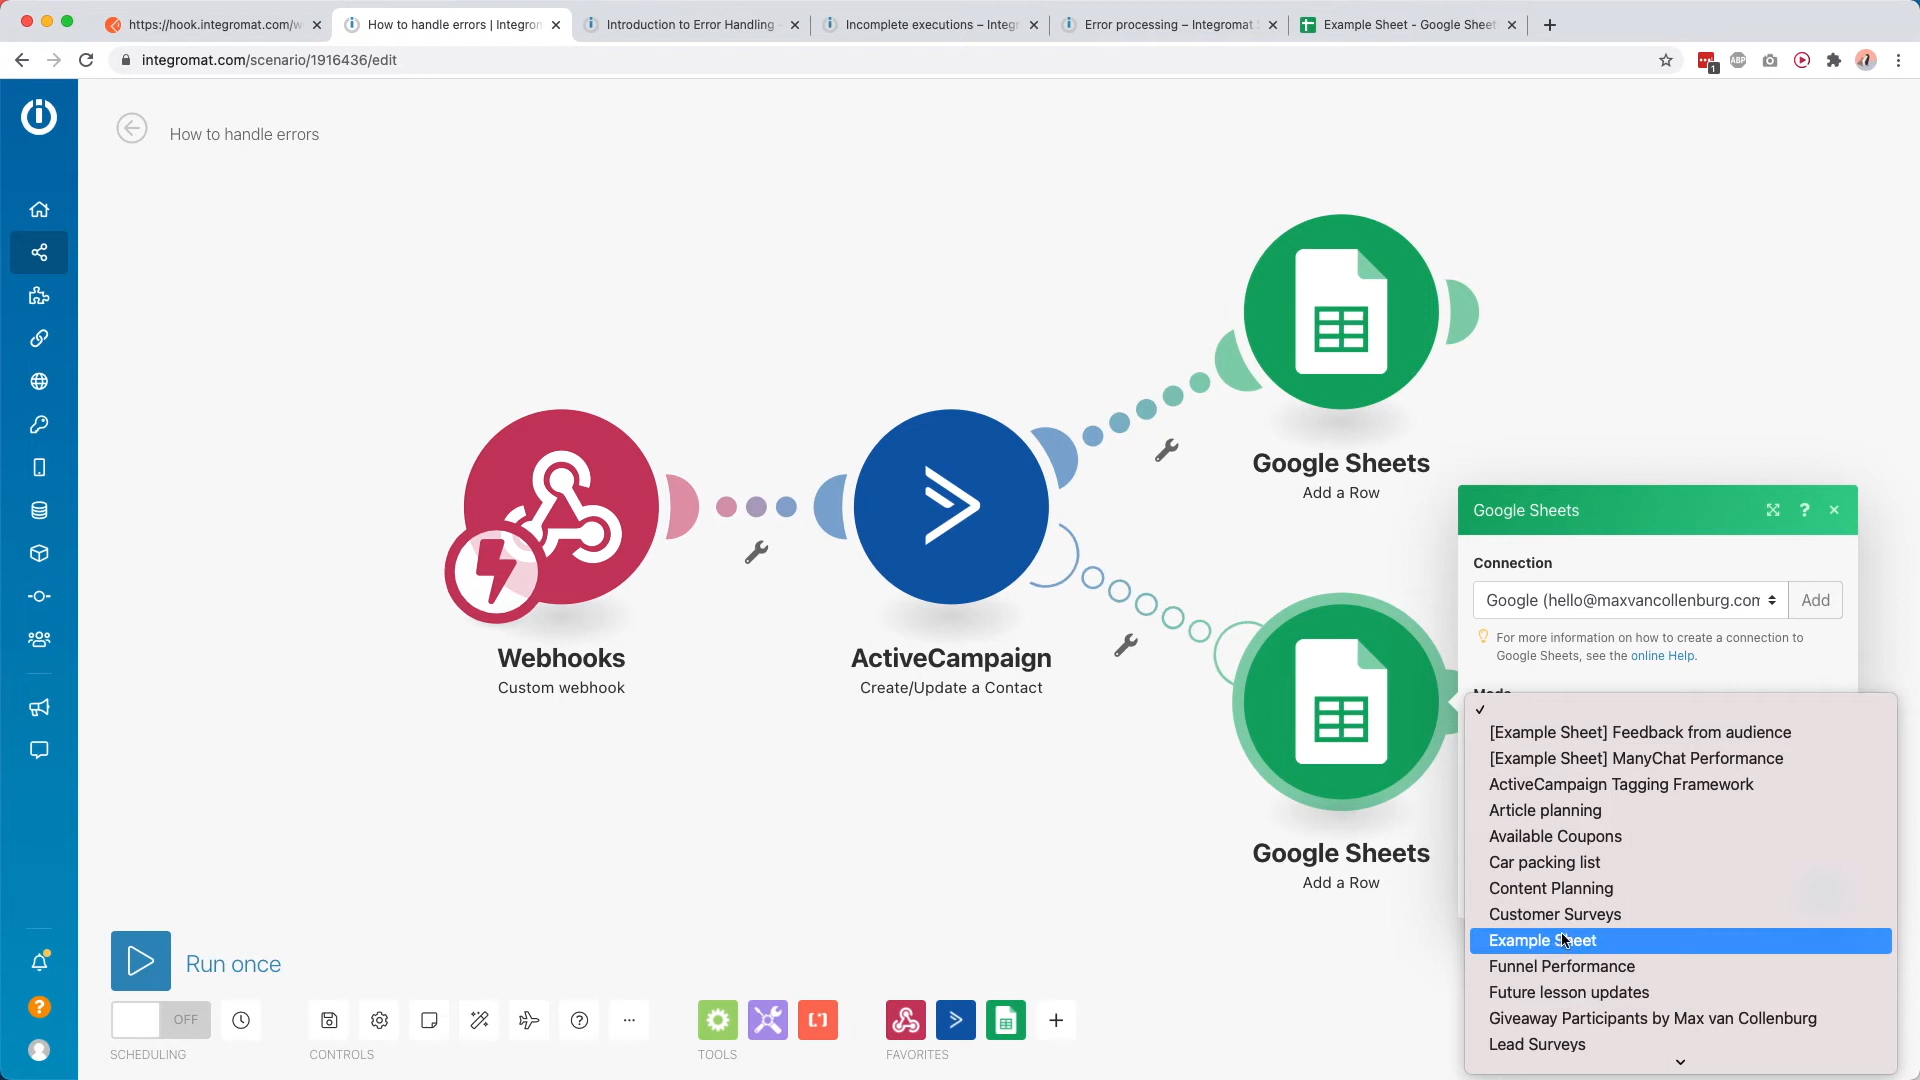 https://hook.integromat.com/w
How to handle errors | Integrom
Introduction to Error Handling
Incomplete executions – Integr
Error processing – Integromat
Example Sheet - Google Sheet
integromat.com/scenario/1916436/edit
1
ABP
How to handle errors
Google Sheets
Add a Row
Webhooks
Custom webhook
ActiveCampaign
Create/Update a Contact
Google Sheets
Add a Row
Google Sheets
?
Connection
Google (hello@maxvancollenburg.com
Add
For more information on how to create a connection to
Google Sheets, see the online Help.
[Example Sheet] Feedback from audience
[Example Sheet] ManyChat Performance
ActiveCampaign Tagging Framework
Article planning
Available Coupons
Car packing list
Content Planning
Customer Surveys
Example Sheet
Funnel Performance
Future lesson updates
Giveaway Participants by Max van Collenburg
Lead Surveys
Run once
OFF
SCHEDULING
CONTROLS
TOOLS
FAVORITES